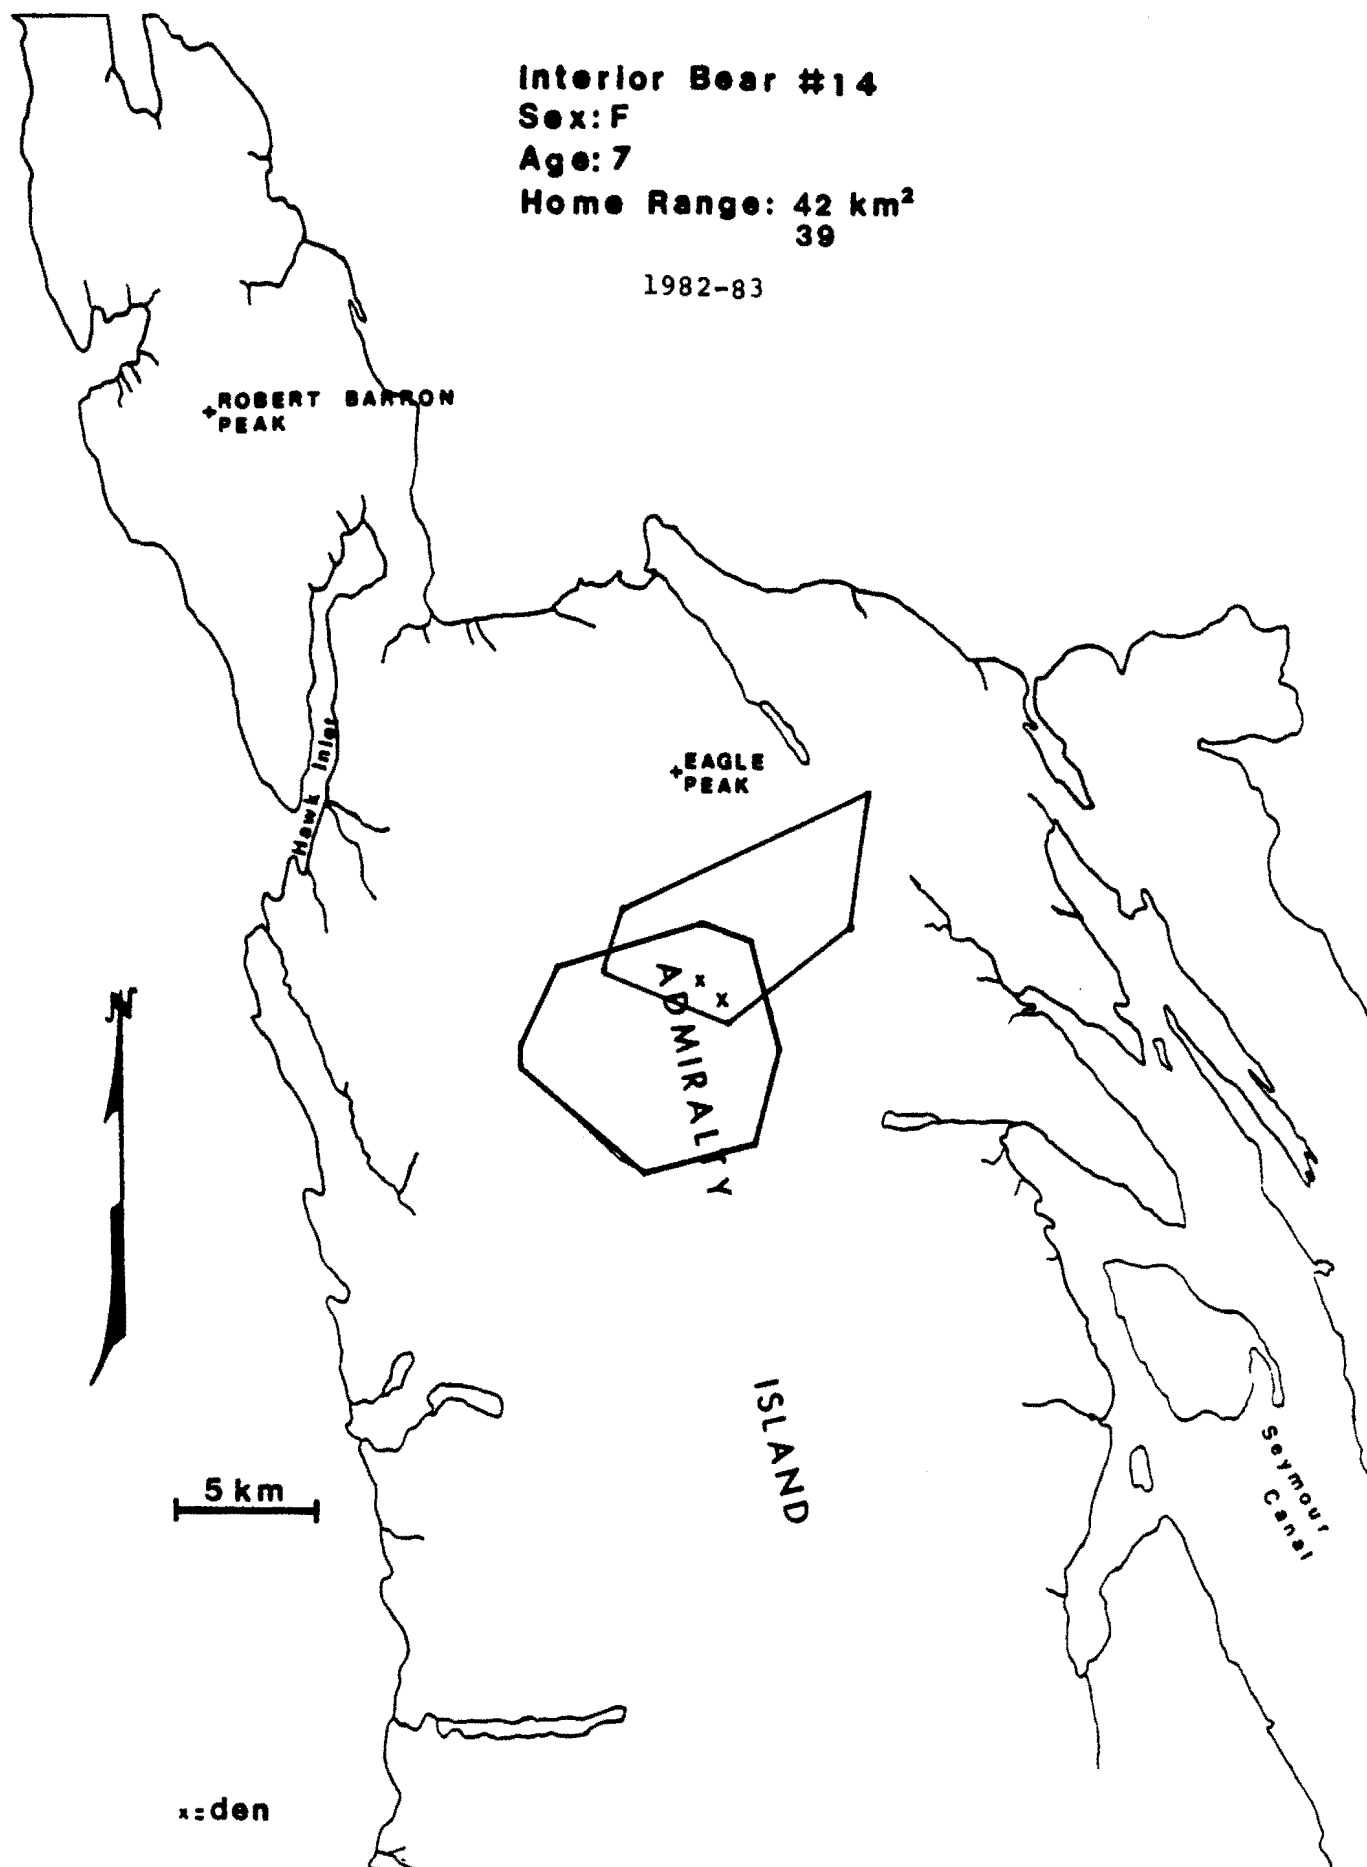 Interior Bear #14
Sex: F
Age: 7
Home Range: 42 km²
39
1982-83
+ROBERT BARRON
PEAK
Hawk Inlet
+EAGLE
PEAK
x
x
ADMIRALTY
N
ISLAND
Seymour
Canal
5 km
x=den